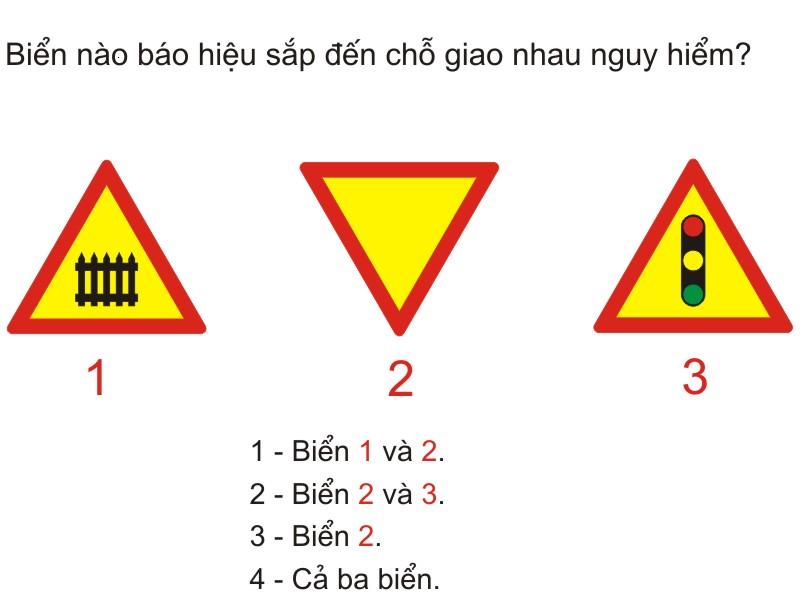 Biển nào báo hiệu sắp đến chỗ giao nhau nguy hiểm?
1 2 3
1 - Biển 1 và 2.
2 - Biển 2 và 3.
3 - Biển 2.
4 - Cả ba biển.